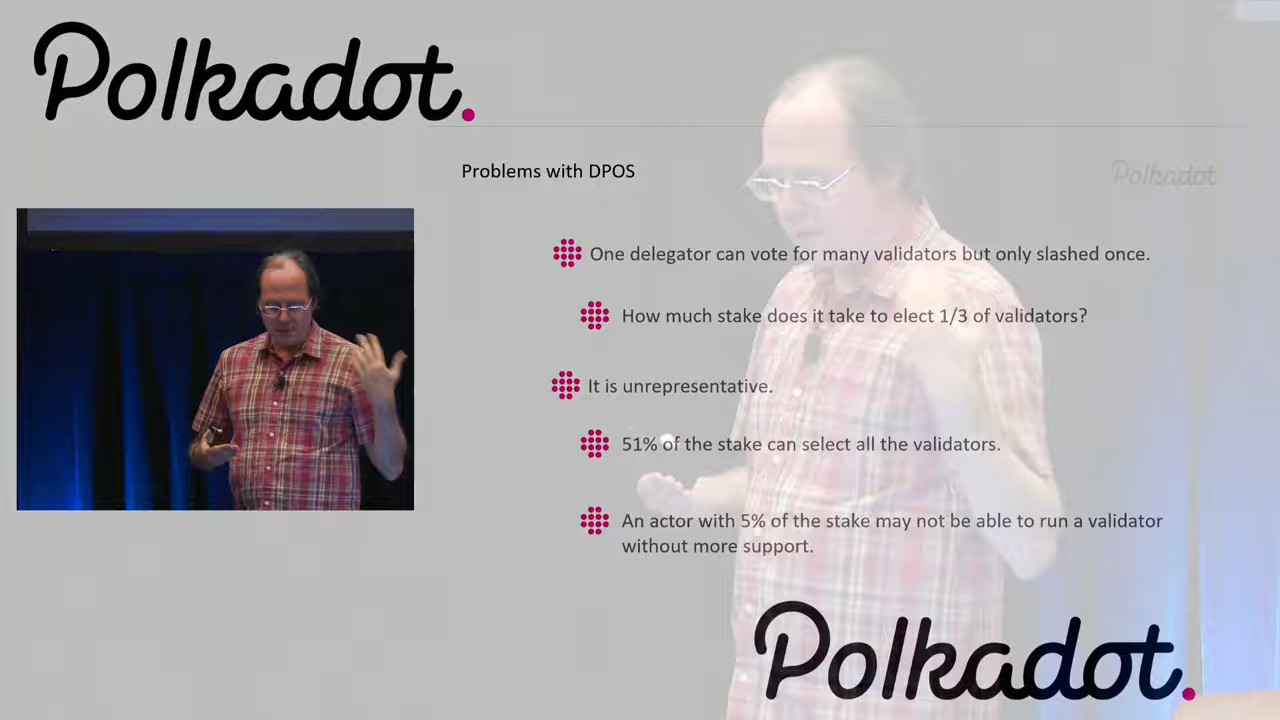 Polkadot.
Problems with DPOS
Polkadot
One delegator can vote for many validators but only slashed once.
How much stake does it take to elect 1/3 of validators?
It is unrepresentative.
51% of the stake can select all the validators.
An actor with 5% of the stake may not be able to run a validator
without more support.
Polkadot.